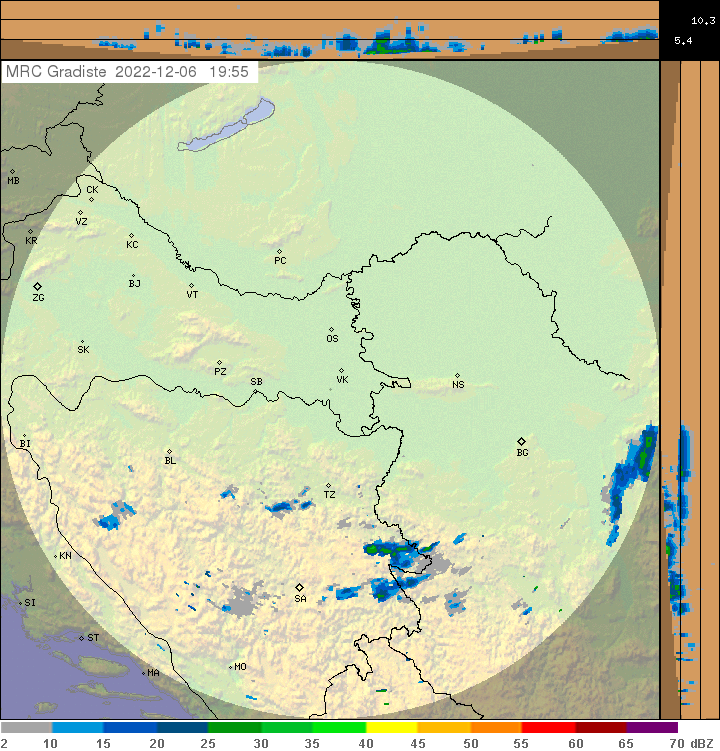 10.3
5.4
MRC Gradiste 2022-12-06 19:55
MB
CK
VZ
KR
KC
PC
BJ
VT
ZG
OS
SK
PZ
SB
VK
NS
BI
BL
BG
TZ
KN
SA
SI
ST
MO
MA
2 10 15 20 25 30 35 40 45 50 55 60 65 70 dBZ